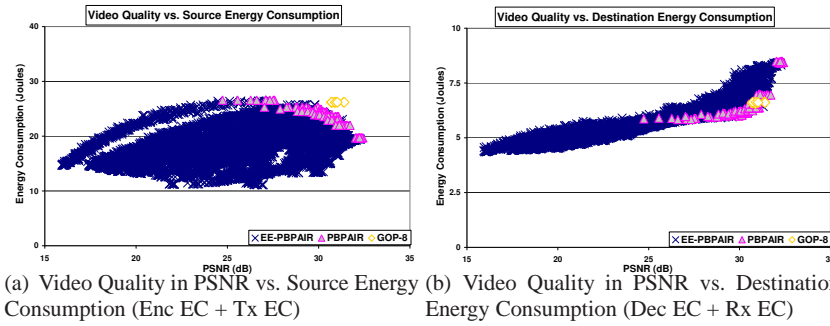 Video Quality vs. Source Energy Consumption
Energy Consumption (Joules)
40
30
20
10
0
15
20
25
30
35
PSNR (dB)
EE-PBPAIR
PBPAIR
GOP-8
(a) Video Quality in PSNR vs. Source Energy
Consumption (Enc EC + Tx EC)
Video Quality vs. Destination Energy Consumption
Energy Consumption (Joules)
10
7.5
5
2.5
0
15
20
25
30
35
PSNR (dB)
EE-PBPAIR
PBPAIR
GOP-8
(b) Video Quality in PSNR vs. Destination
Energy Consumption (Dec EC + Rx EC)